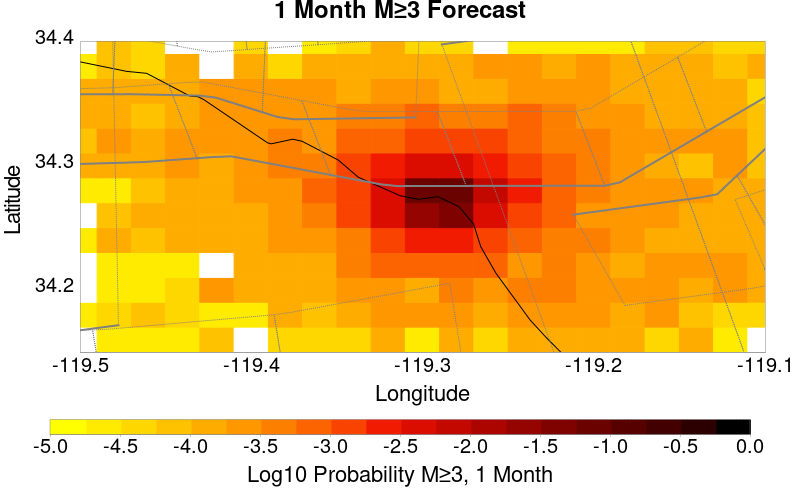 1 Month M≥3 Forecast
34.4
34.3
34.2
Latitude
-119.5 -119.4 -119.3 -119.2 -119.1
Longitude
-5.0 -4.5 -4.0 -3.5 -3.0 -2.5 -2.0 -1.5 -1.0 -0.5 0.0
Log10 Probability M≥3, 1 Month